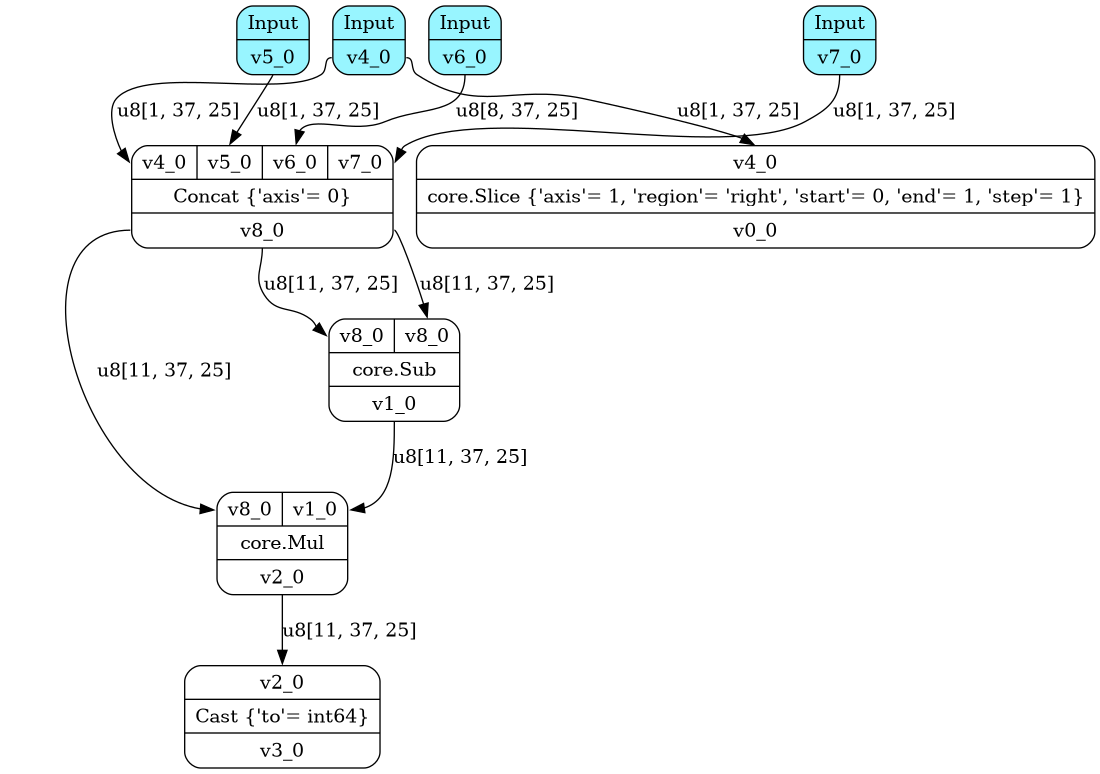 Input
v5_0
Input
v4_0
Input
v6_0
Input
v7_0
u8[1, 37, 25]
u8[1, 37, 25]
u8[8, 37, 25]
u8[1, 37, 25]
u8[1, 37, 25]
v4_0 v5_0 v6_0 v7_0
Concat {'axis'= 0}
v8_0
v4_0
core.Slice {'axis'= 1, 'region'= 'right', 'start'= 0, 'end'= 1, 'step'= 1}
v0_0
u8[11, 37, 25]
u8[11, 37, 25]
u8[11, 37, 25]
v8_0 v8_0
core.Sub
v1_0
u8[11, 37, 25]
v8_0 v1_0
core.Mul
v2_0
u8[11, 37, 25]
v2_0
Cast {'to'= int64}
v3_0